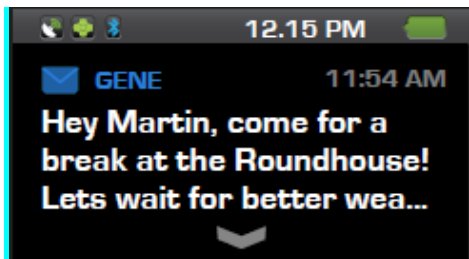 12.15 PM
GENE 11:54 AM
Hey Martin, come for a
break at the Roundhouse!
Lets wait for better wea...